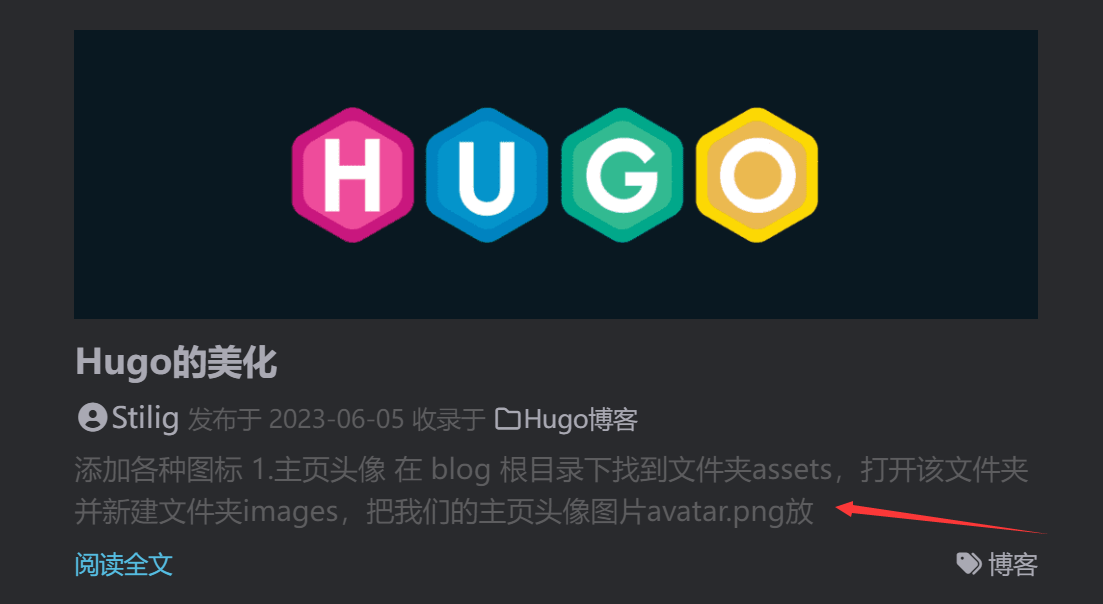 HUGO
Hugo的美化
Stilig 发布于 2023-06-05 收录于 Hugo博客
添加各种图标 1.主页头像 在 blog 根目录下找到文件夹assets，打开该文件夹
并新建文件夹images，把我们的主页头像图片avatar.png放
阅读全文 博客